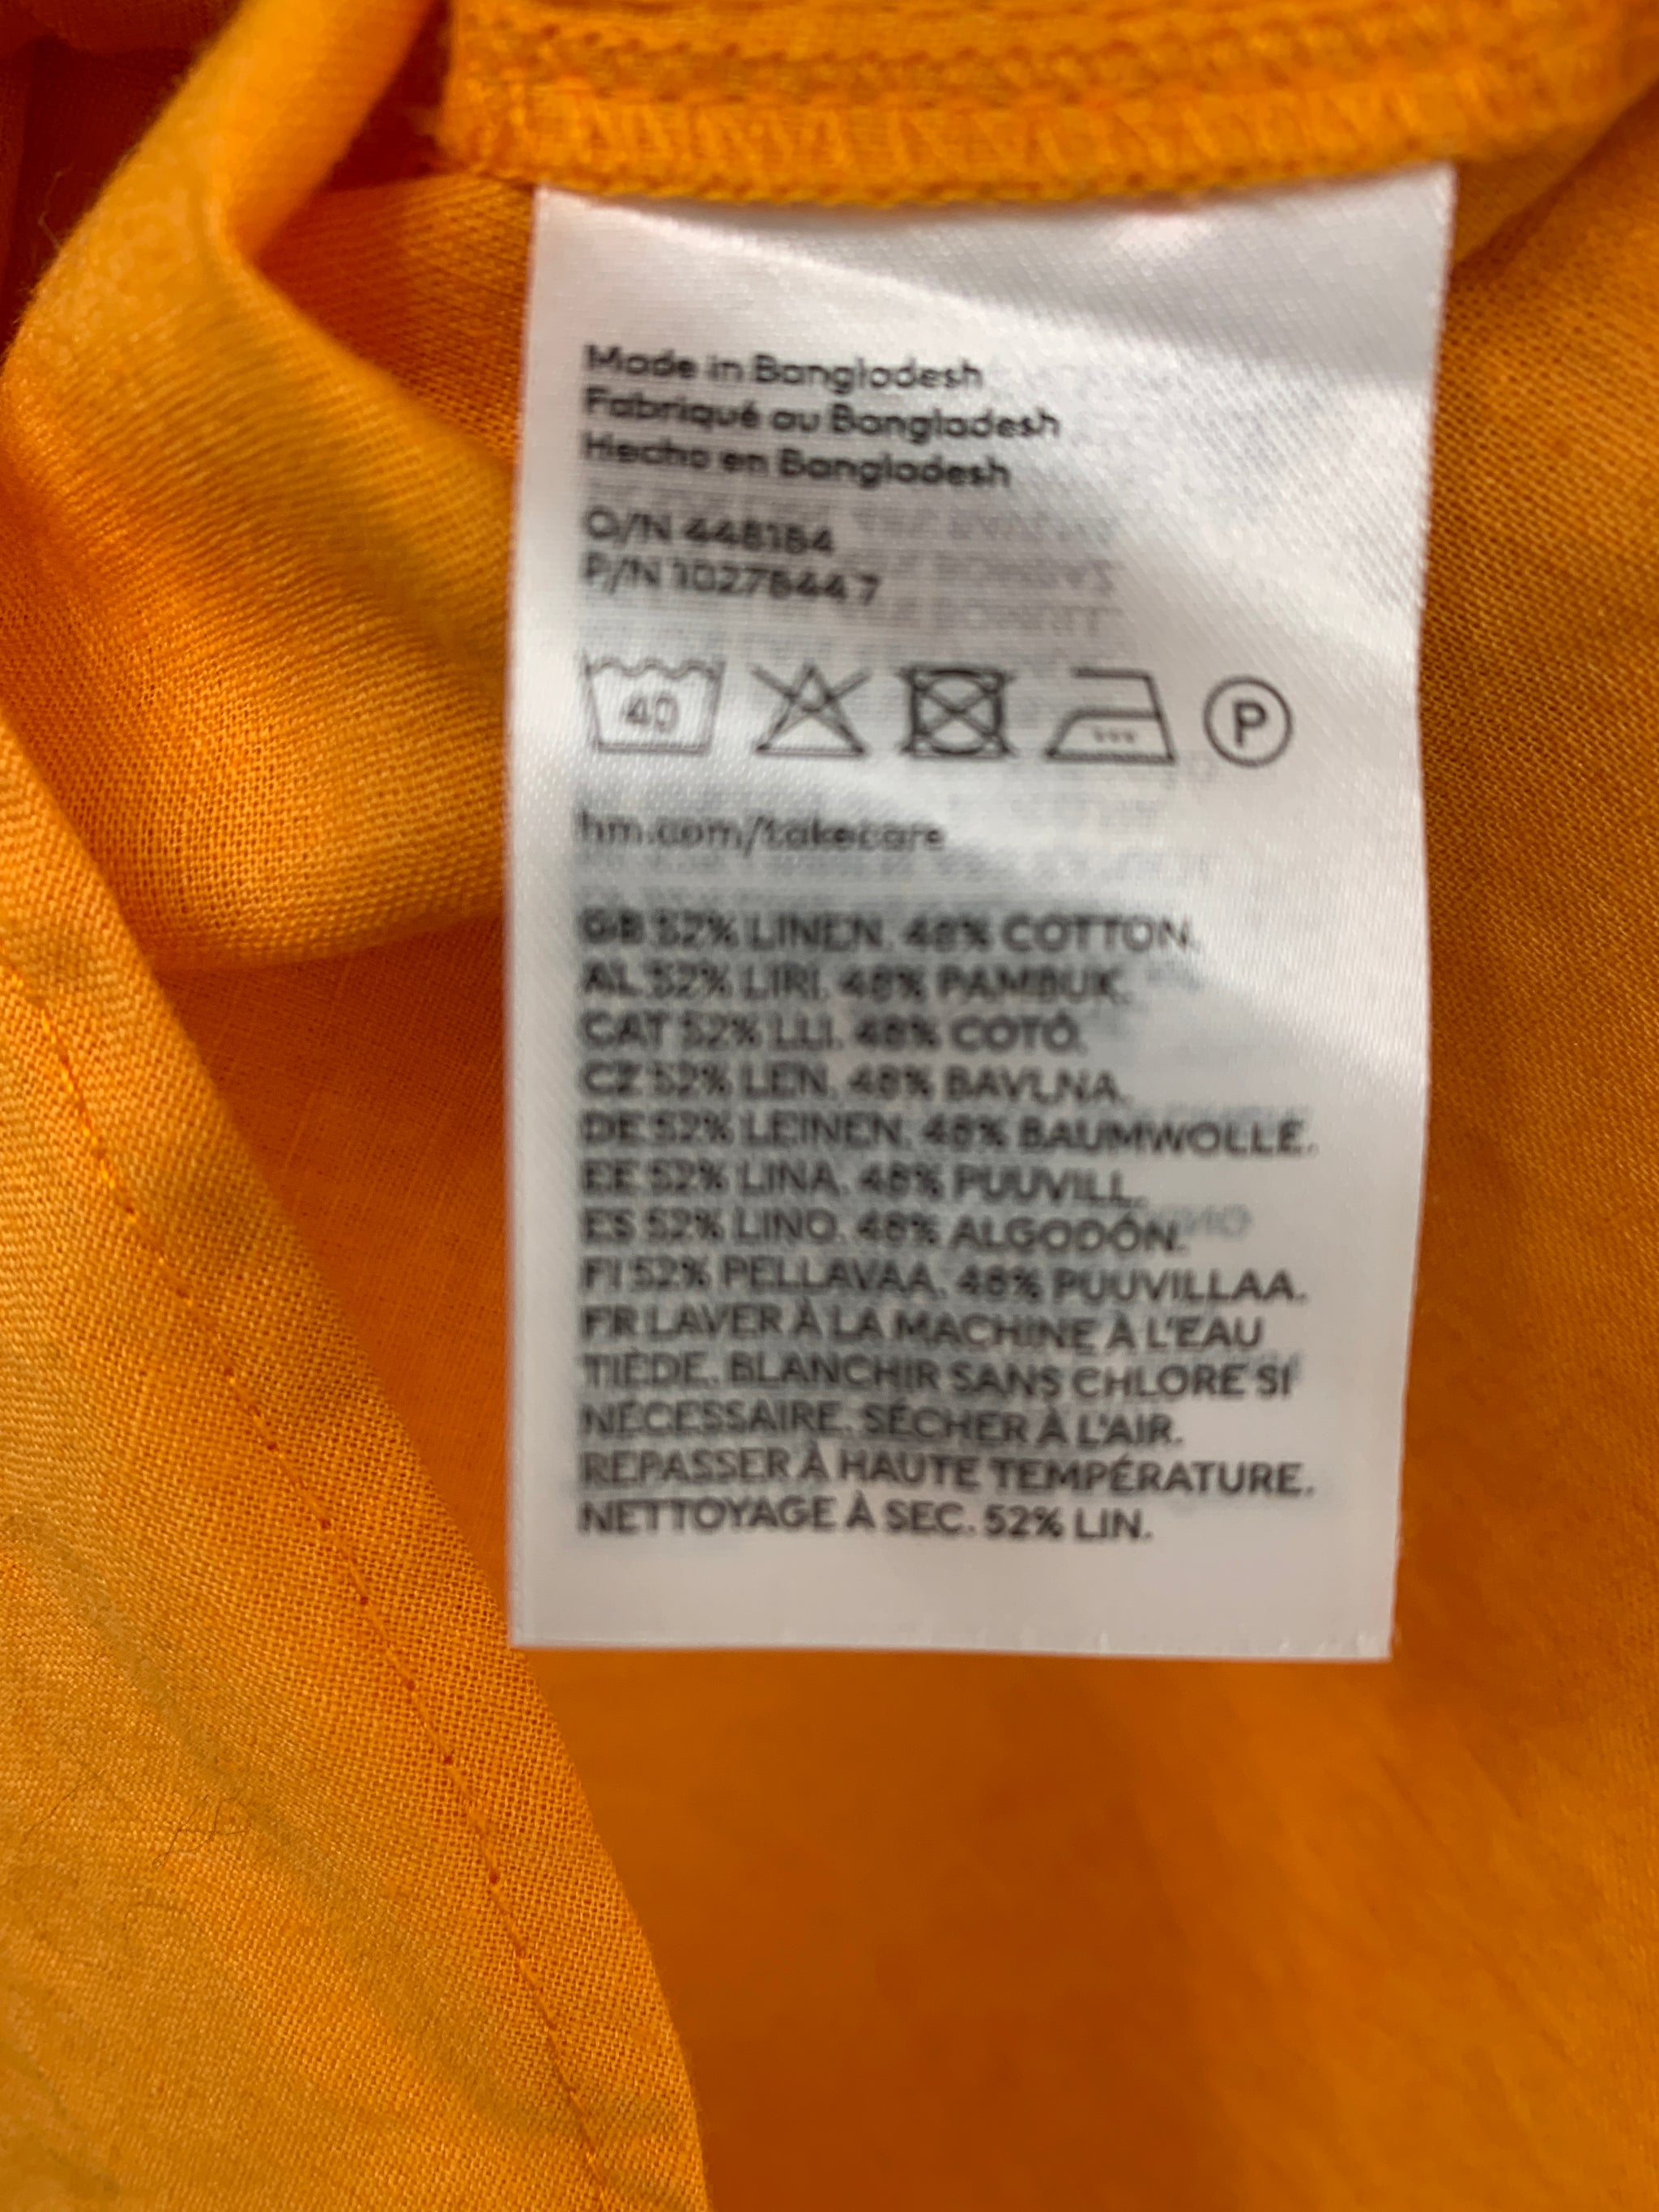 Made in Bangladesh
Fabriqué au Bangladesh
Hecho en Bangladesh
O/N 448184
P/N
40
P
hm.com/takecare
GB 52% LINEN. 48% COTTON.
AL 52% LIRI. 48% PAMBUK.
CAT 52% LLI. 48% COTÓ.
CZ 52% LEN. 48% BAVLNA.
DE 52% LEINEN. 48% BAUMWOLLE.
EE 52% LINA. 48% PUUVILL.
ES 52% LINO. 48% ALGODÓN.
FI 52% PELLAVAA. 48% PUUVILLAA.
FR LAVER À LA MACHINE À L'EAU
TIÈDE. BLANCHIR SANS CHLORE SI
NÉCESSAIRE. SÉCHER À L'AIR.
REPASSER À HAUTE TEMPÉRATURE.
NETTOYAGE À SEC. 52% LIN.